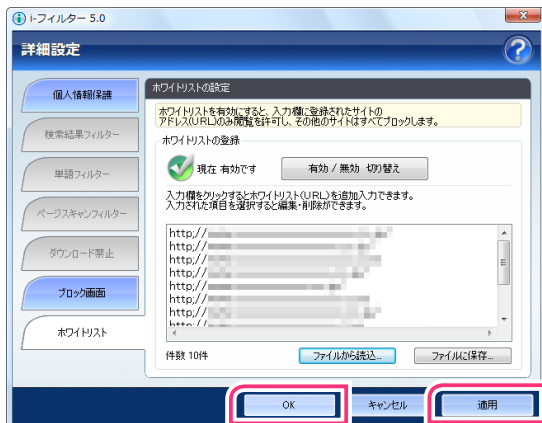 i-フィルター 5.0
詳細設定
?
個人情報保護
検索結果フィルター
単語フィルター
ページスキャンフィルター
ダウンロード禁止
ブロック画面
ホワイトリスト
ホワイトリストの設定
ホワイトリストを有効にすると、入力欄に登録されたサイトの
アドレス(URL)のみ閲覧を許可し、その他のサイトはすべてブロックします。
ホワイトリストの登録
現在 有効です
有効 / 無効 切り替え
入力欄をクリックするとホワイトリスト(URL)を追加入力できます。
入力された項目を選択すると編集・削除ができます。
http;//
http;//
http;//
http;//
http;//
http;//
http;//
http;//
件数 10件
ファイルから読込...
ファイルに保存...
OK
キャンセル
適用